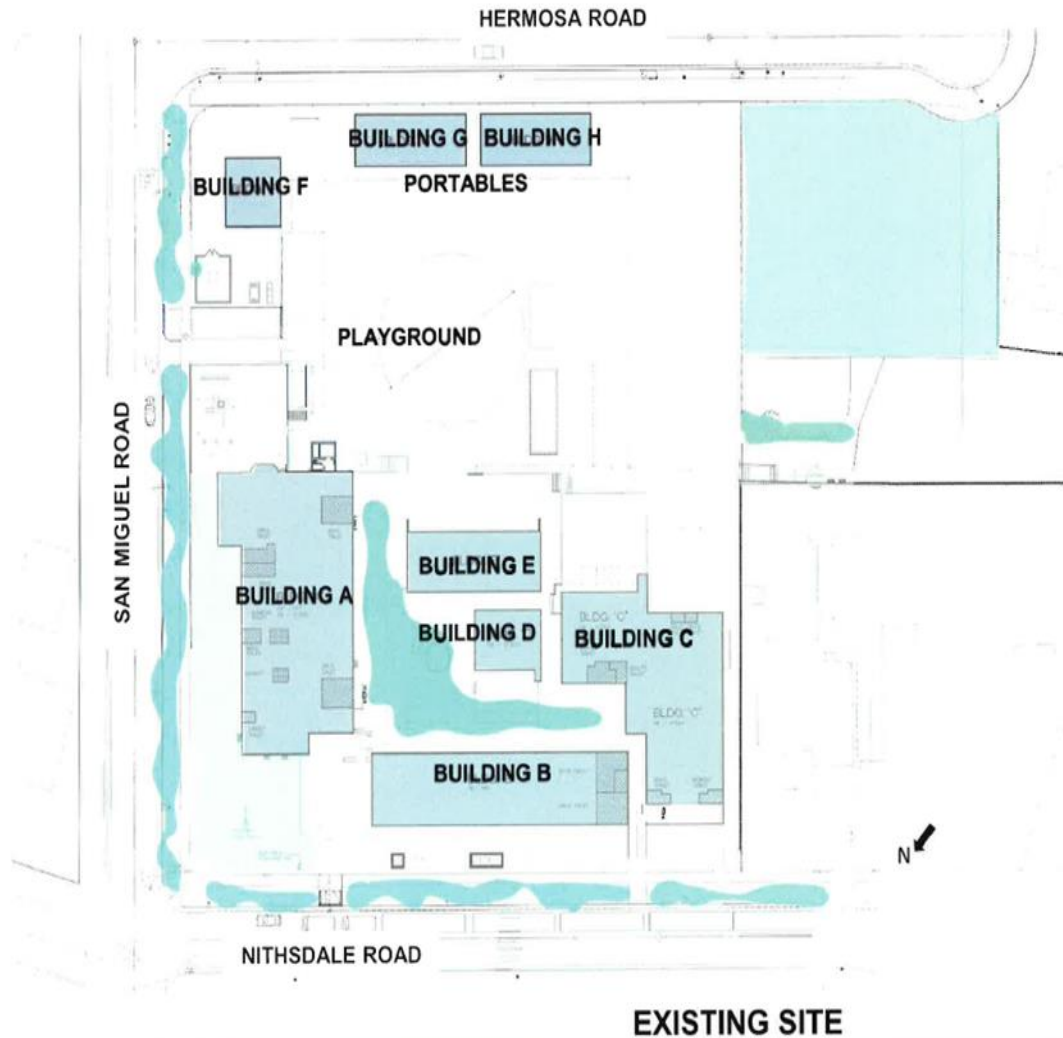 HERMOSA ROAD
BUILDING G
BUILDING H
BUILDING F
PORTABLES
PLAYGROUND
SAN MIGUEL ROAD
BUILDING E
BUILDING A
BUILDING D
BLDG. "C"
BUILDING C
BLDG. "C"
BUILDING B
N
NITHSDALE ROAD
EXISTING SITE